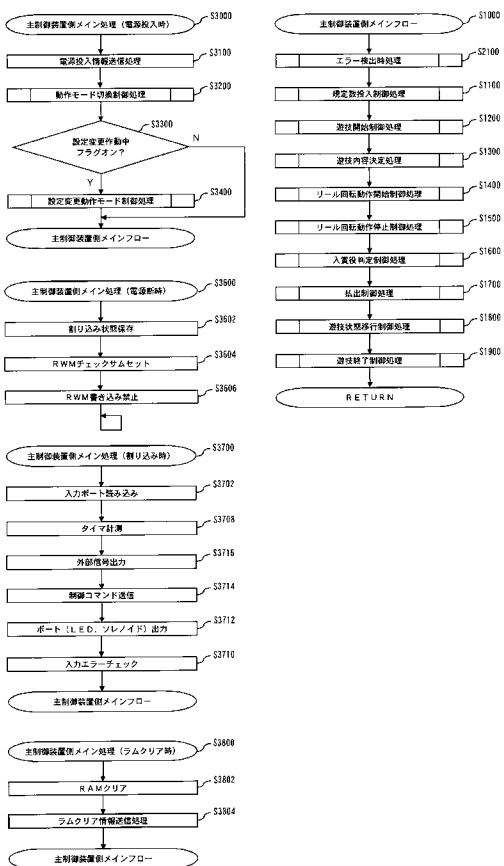 主制御装置側メイン処理（電源投入時）
S3000
電源投入情報送信処理
S3100
動作モード切換制御処理
S3200
設定変更作動中
フラグオン？
S3300
N
Y
設定変更動作モード制御処理
S3400
主制御装置側メインフロー
主制御装置側メイン処理（電源断時）
S3600
割り込み状態保存
S3602
RWMチェックサムセット
S3604
RWM書き込み禁止
S3606
主制御装置側メイン処理（割り込み時）
S3700
入力ポート読み込み
S3702
タイマ計測
S3708
外部信号出力
S3716
制御コマンド送信
S3714
ポート（LED、ソレノイド）出力
S3712
入力エラーチェック
S3710
主制御装置側メインフロー
主制御装置側メイン処理（ラムクリア時）
S3800
RAMクリア
S3802
ラムクリア情報送信処理
S3804
主制御装置側メインフロー
主制御装置側メインフロー
S1000
エラー検出時処理
S2100
規定数投入制御処理
S1100
遊技開始制御処理
S1200
遊技内容決定処理
S1300
リール回転動作開始制御処理
S1400
リール回転動作停止制御処理
S1500
入賞役判定制御処理
S1600
払出制御処理
S1700
遊技状態移行制御処理
S1800
遊技終了制御処理
S1900
RETURN